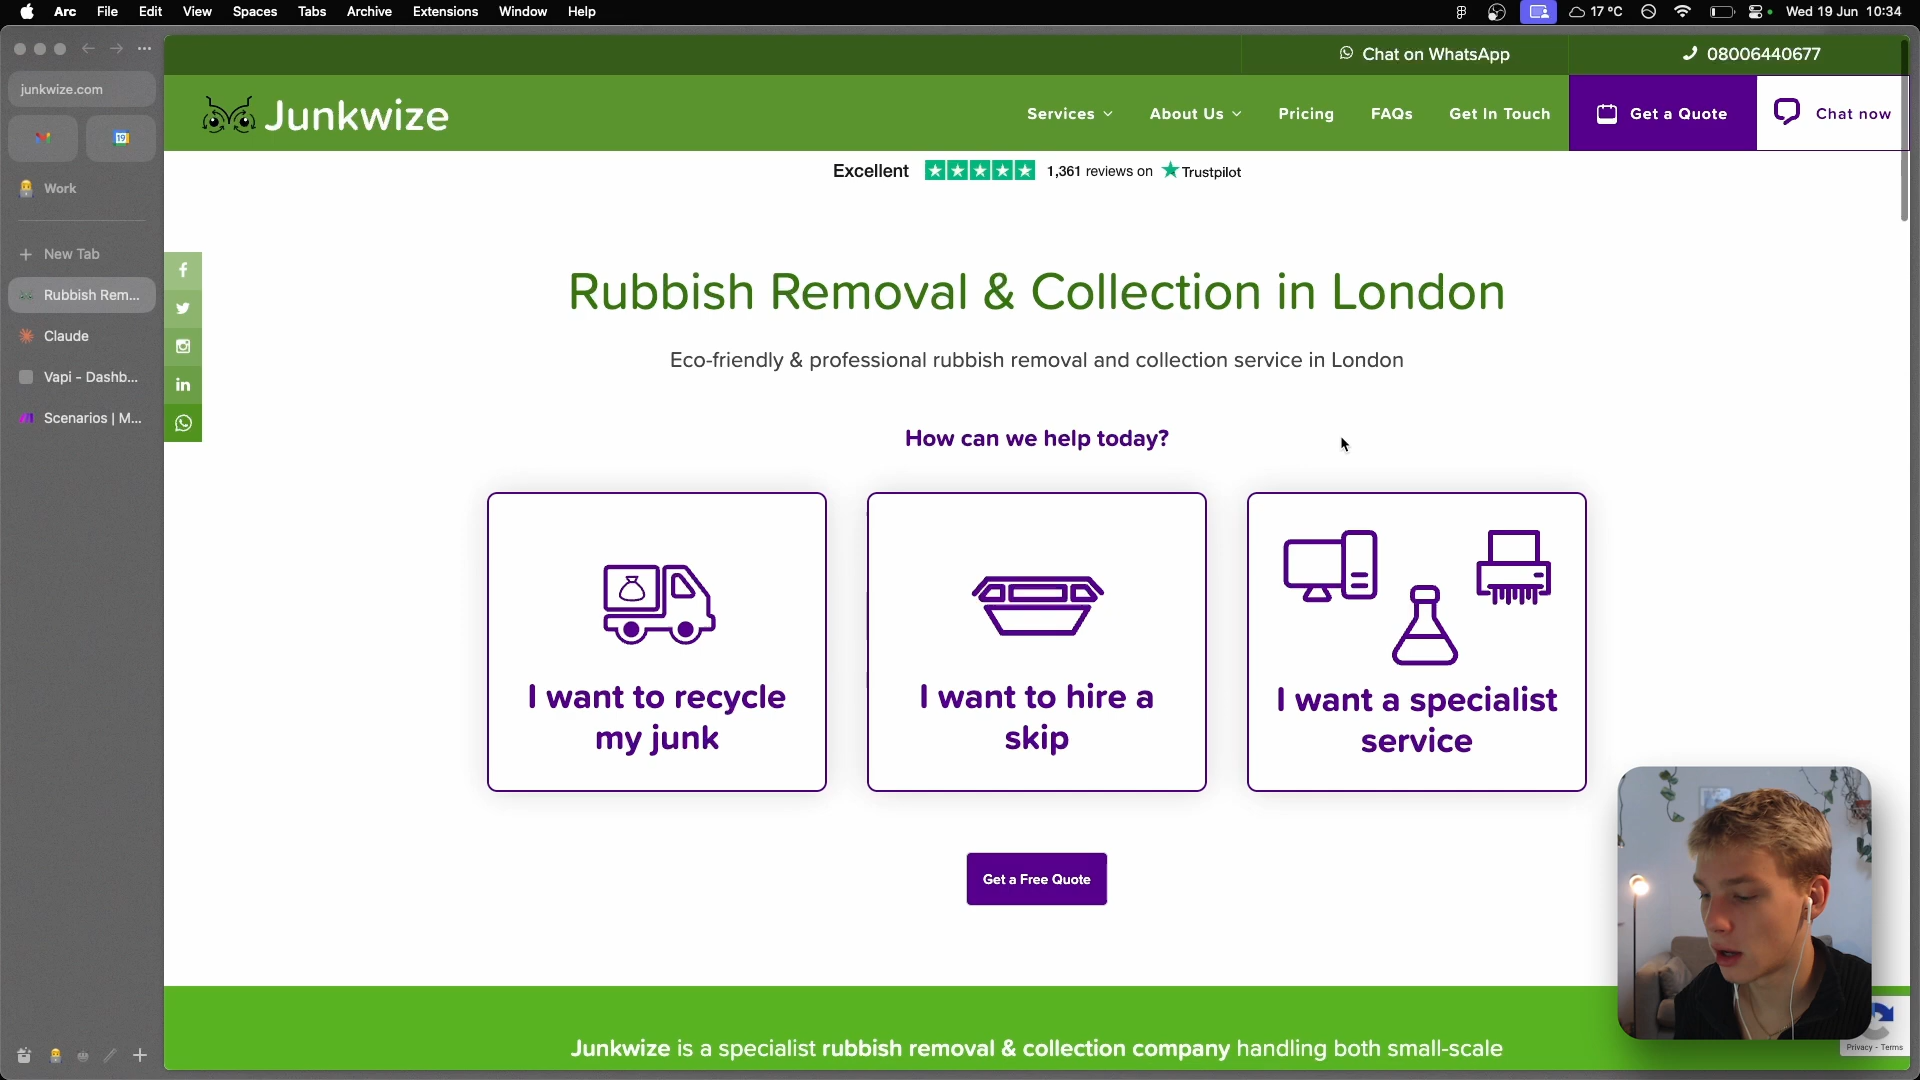 Arc File Edit View Spaces Tabs Archive Extensions Window Help
17 °C Wed 19 Jun 10:34
junkwize.com
19
Work
New Tab
Rubbish Rem...
Claude
Vapi - Dashb...
Scenarios | M...
Chat on WhatsApp
08006440677
Junkwize
Services
About Us
Pricing
FAQs
Get In Touch
Get a Quote
Chat now
Excellent 1,361 reviews on Trustpilot
Rubbish Removal & Collection in London
Eco-friendly & professional rubbish removal and collection service in London
How can we help today?
I want to recycle
my junk
I want to hire a
skip
I want a specialist
service
Get a Free Quote
Junkwize is a specialist rubbish removal & collection company handling both small-scale
Privacy - Terms